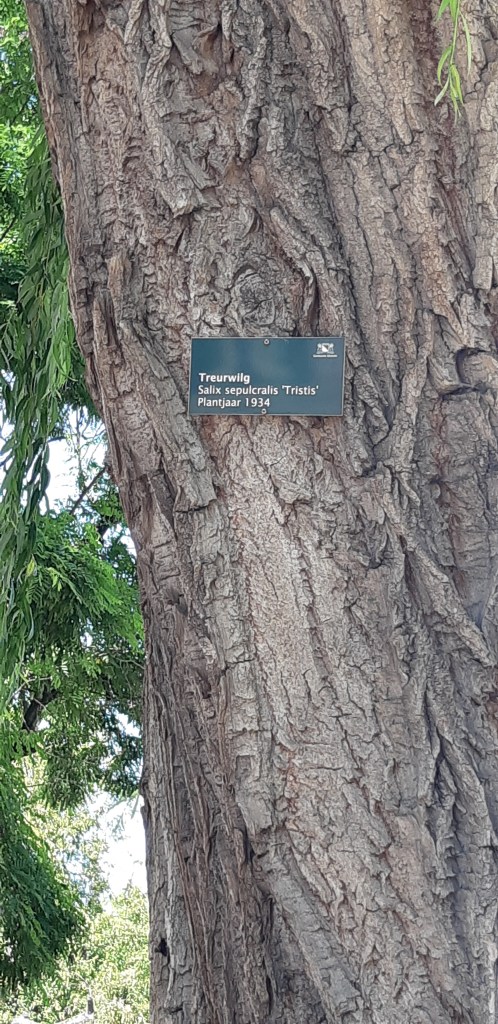 Treurwilg
Salix sepulcralis 'Tristis'
Plantjaar 1934